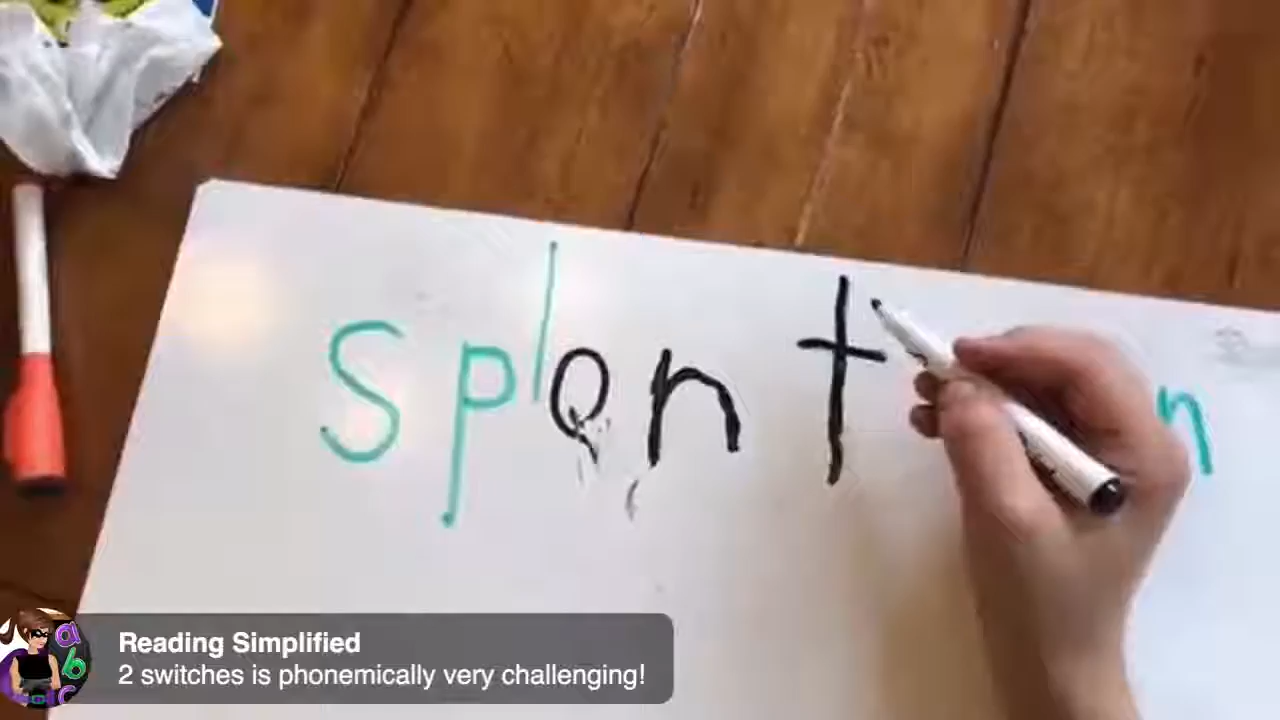 splont n
Reading Simplified
2 switches is phonemically very challenging!
a
b
c